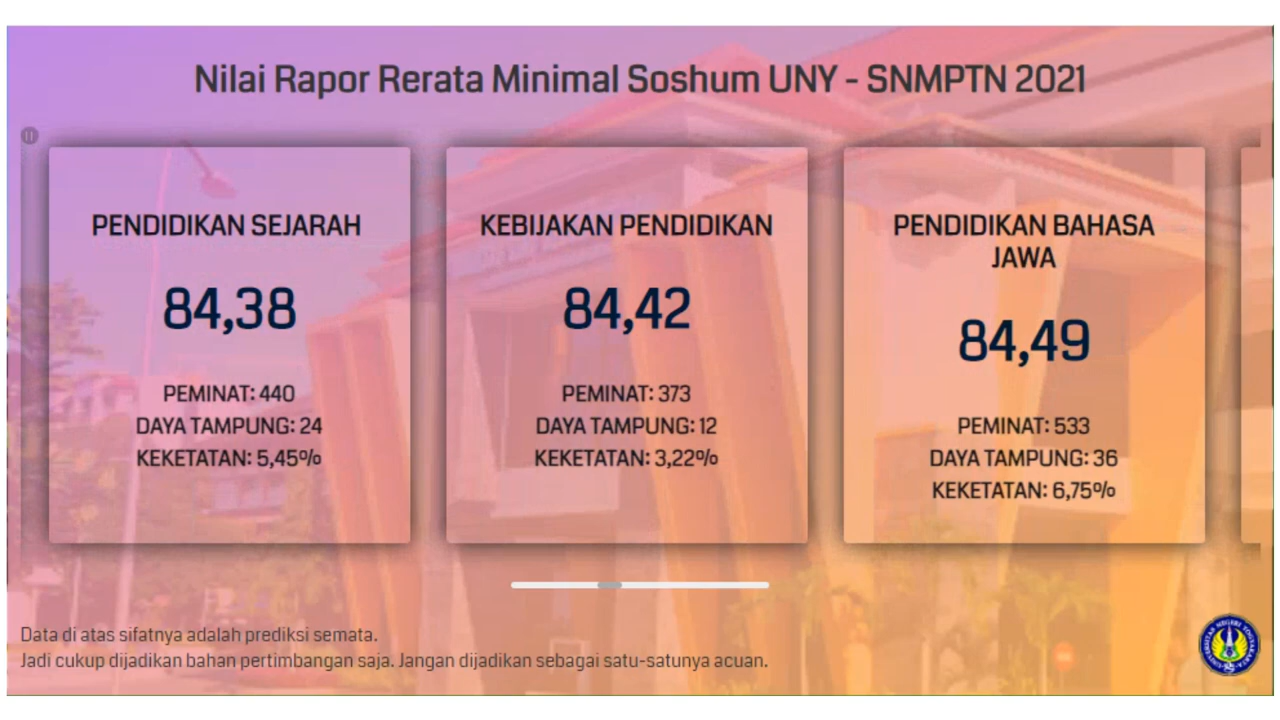 Nilai Rapor Rerata Minimal Soshum UNY - SNMPTN 2021
PENDIDIKAN SEJARAH
84,38
PEMINAT: 440
DAYA TAMPUNG: 24
KEKETATAN: 5,45%
KEBIJAKAN PENDIDIKAN
84,42
PEMINAT: 373
DAYA TAMPUNG: 12
KEKETATAN: 3,22%
PENDIDIKAN BAHASA
JAWA
84,49
PEMINAT: 533
DAYA TAMPUNG: 36
KEKETATAN: 6,75%
Data di atas sifatnya adalah prediksi semata.
Jadi cukup dijadikan bahan pertimbangan saja. Jangan dijadikan sebagai satu-satunya acuan.
UNIVERSITAS NEGERI YOGYAKARTA